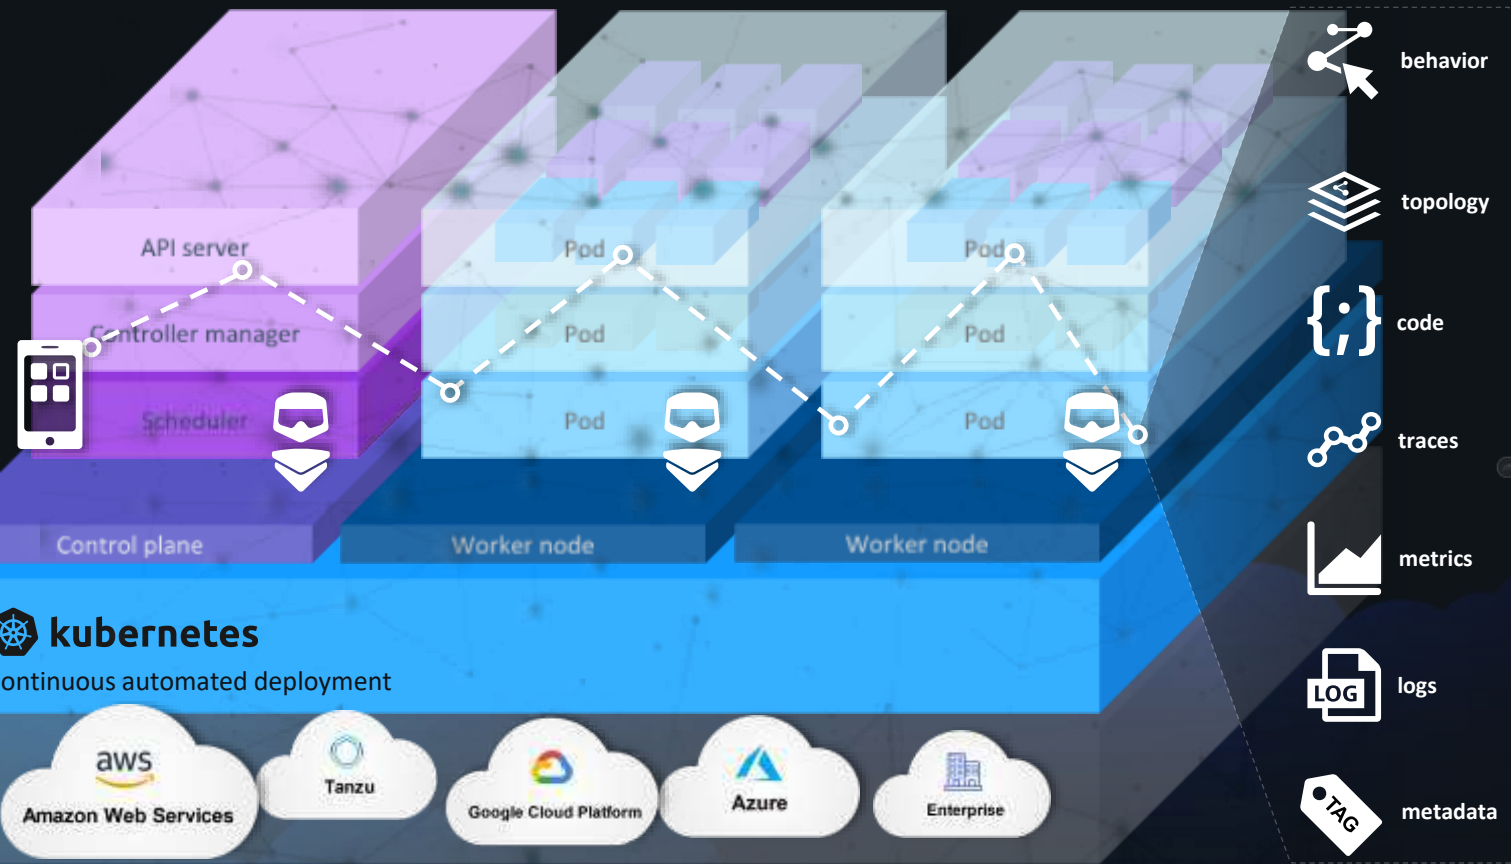 behavior
topology
code
traces
metrics
logs
metadata
API server
Controller manager
Scheduler
Pod
Pod
Pod
Pod
Pod
Pod
Control plane
Worker node
Worker node
kubernetes
ontinuous automated deployment
aws
Amazon Web Services
Tanzu
Google Cloud Platform
Azure
Enterprise
LOG
TAG